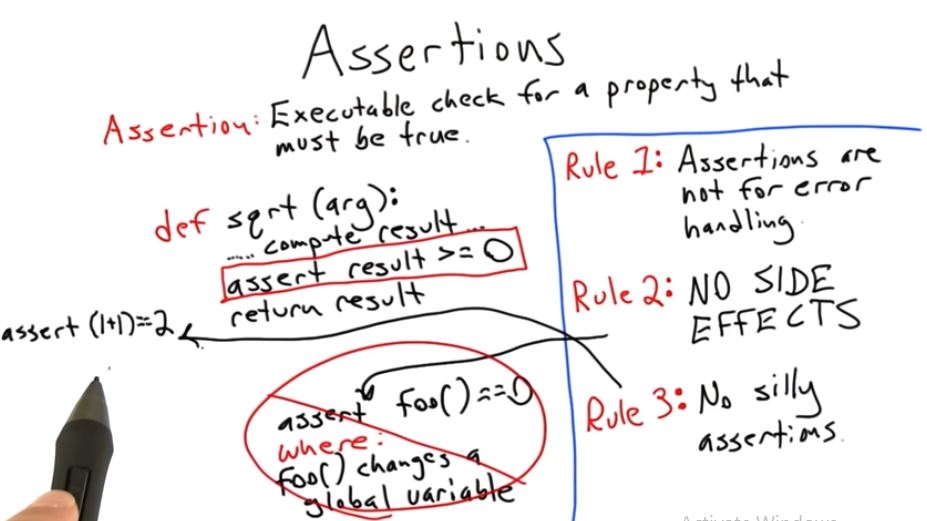 Assertions
Assertion: Executable check for a property that
must be true.
def sqrt (arg):
..... compute result ...
assert result >= 0
return result
assert (1+1)==2
assert foo() == 0
where:
foo() changes a
global variable
Rule 1: Assertions are
not for error
handling.
Rule 2: NO SIDE
EFFECTS
Rule 3: No silly
assertions.